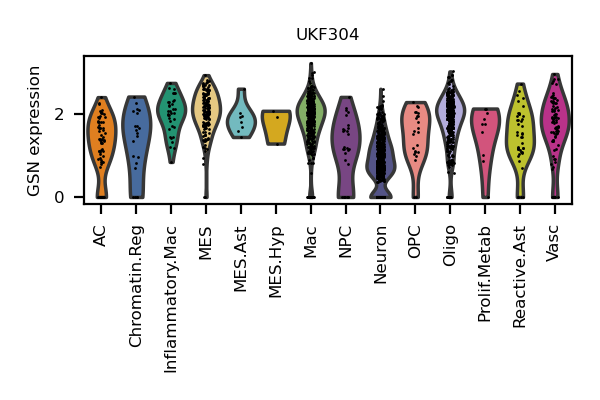 UKF304
GSN expression
2
0
AC
Chromatin.Reg
Inflammatory.Mac
MES
MES.Ast
MES.Hyp
Mac
NPC
Neuron
OPC
Oligo
Prolif.Metab
Reactive.Ast
Vasc